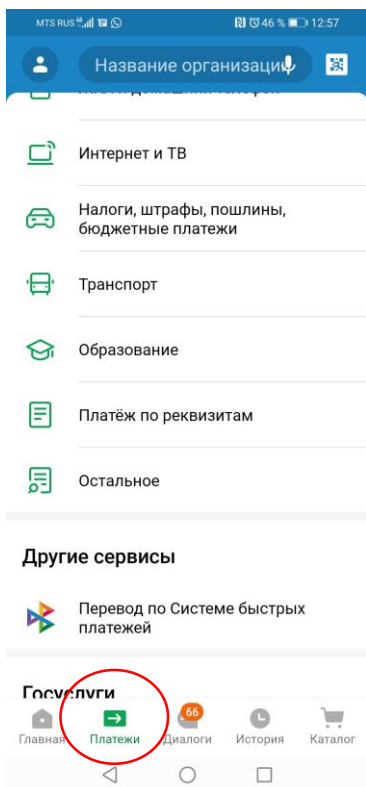 MTS RUS 46 % 12:57
Название организаций
Интернет и ТВ
Налоги, штрафы, пошлины,
бюджетные платежи
Транспорт
Образование
Платёж по реквизитам
Остальное
Другие сервисы
Перевод по Системе быстрых
платежей
Госуслуги
66
Главная Платежи Диалоги История Каталог